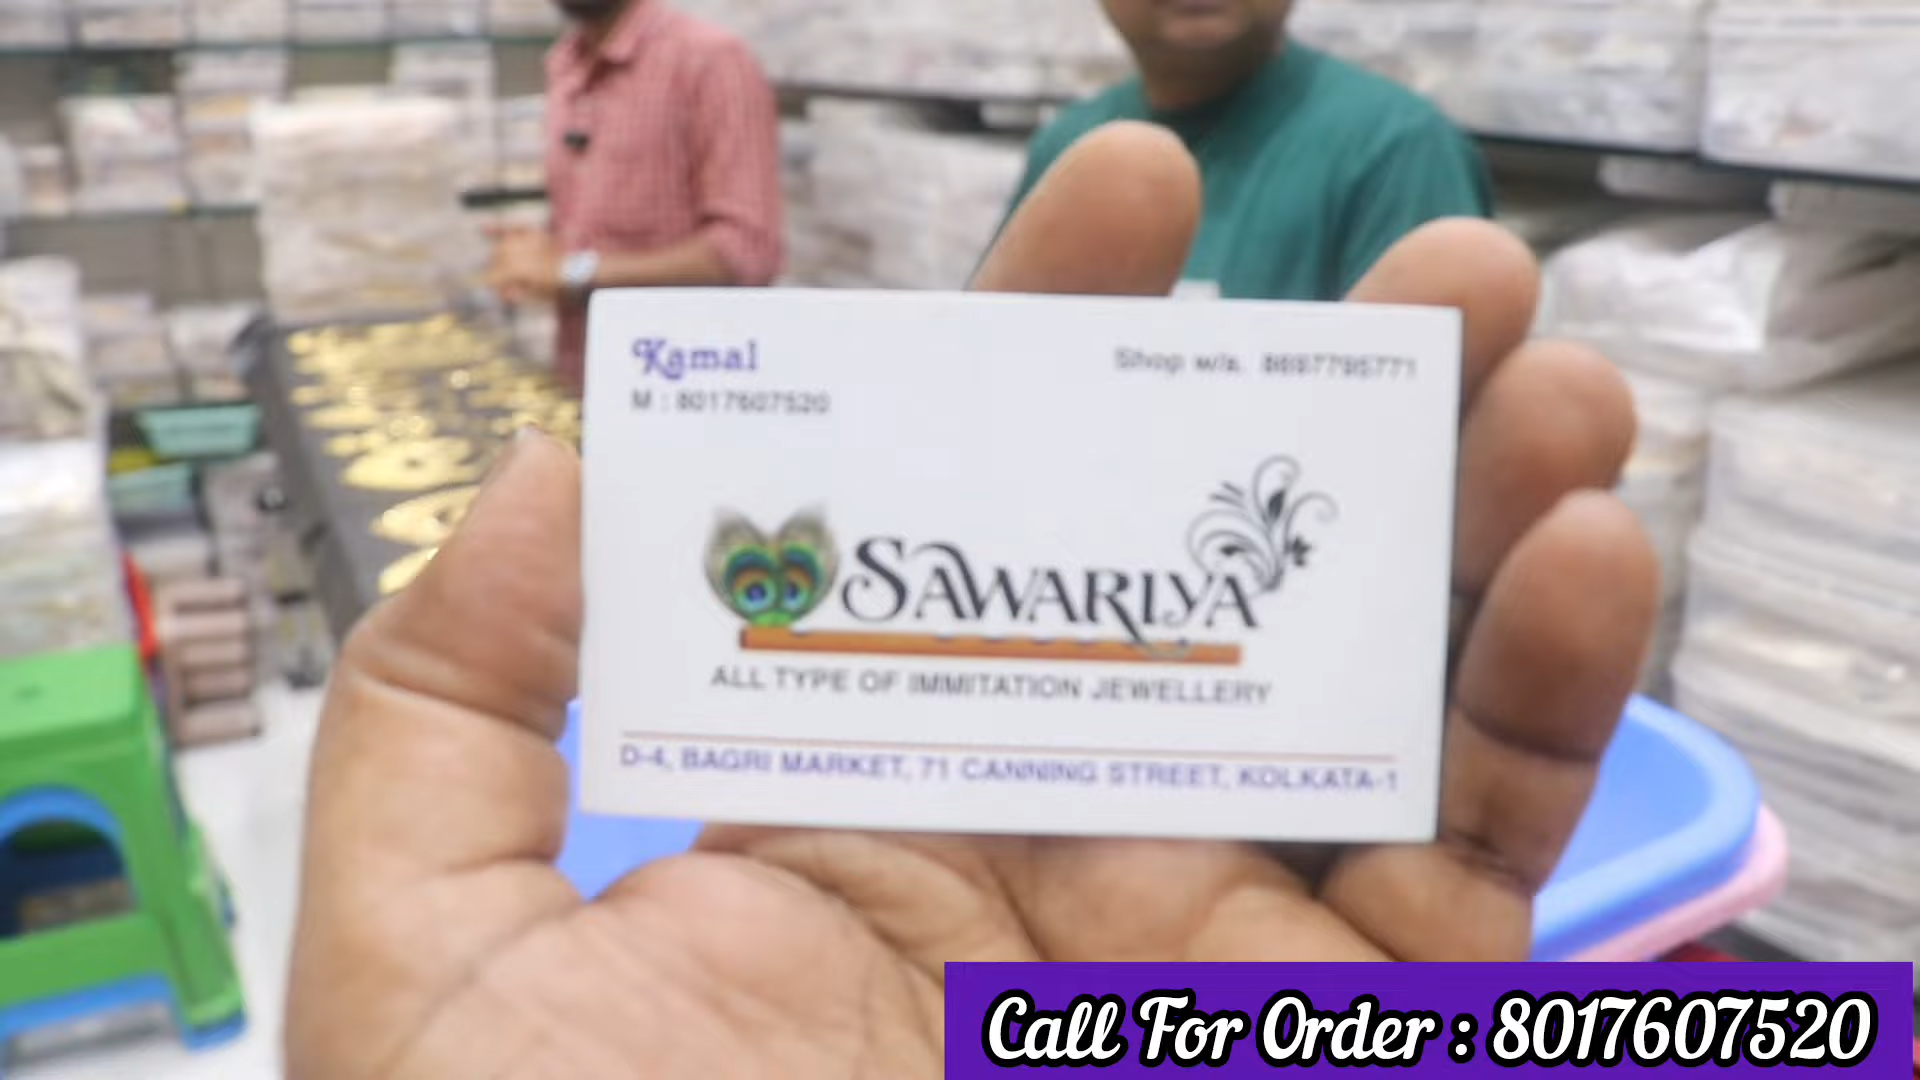 Kamal
M : 8017607520
Shop w/a. 8697795771
SAWARIYA
ALL TYPE OF IMMITATION JEWELLERY
D-4, BAGRI MARKET, 71 CANNING STREET, KOLKATA-1
Call For Order : 8017607520